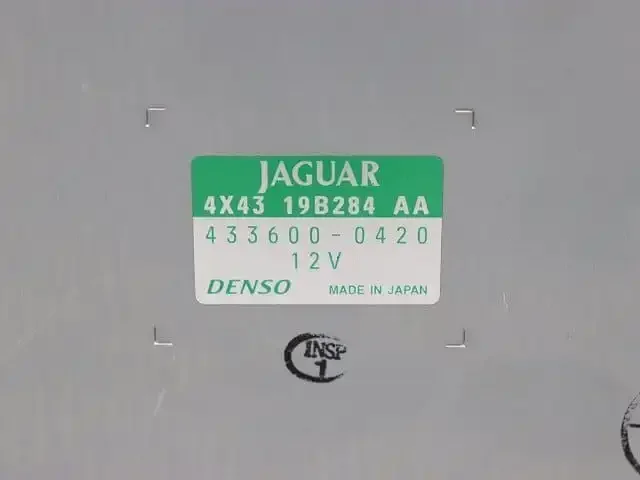 JAGUAR
4X43 19B284 AA
433600-0420
12V
DENSO MADE IN JAPAN
INSP
1